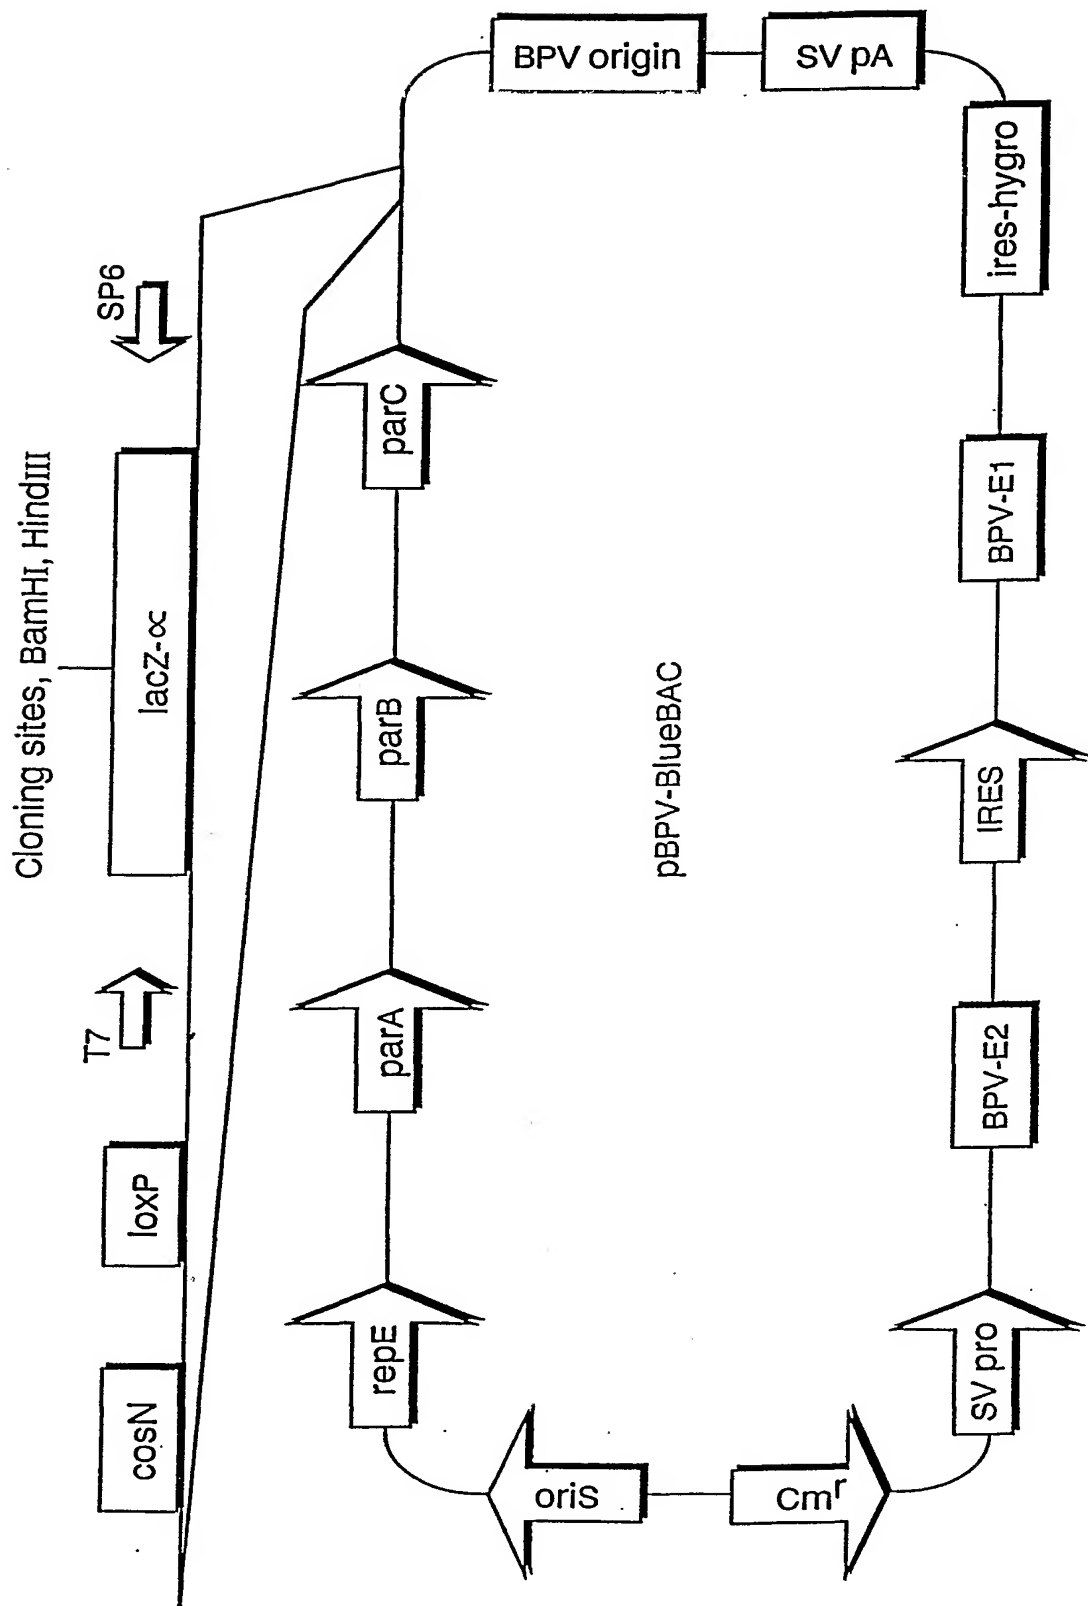 Cloning sites, BamHI, HindIII
T7
SP6
cosN
loxP
lacZ-∝
repE
parA
parB
parC
oriS
Cmʳ
pBPV-BlueBAC
BPV origin
SV pA
SV pro
BPV-E2
IRES
BPV-E1
ires-hygro